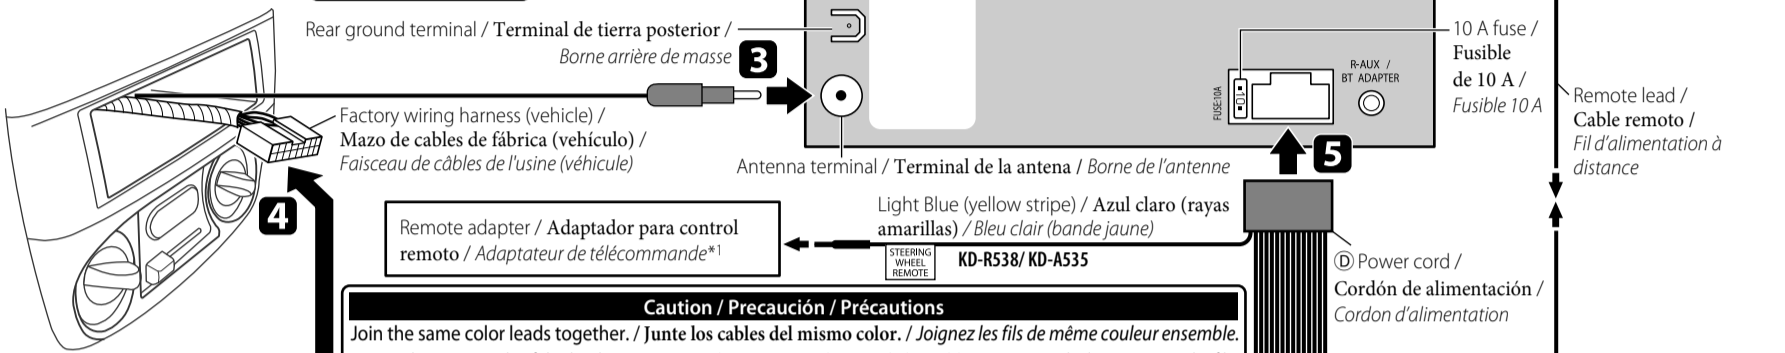 Rear ground terminal / Terminal de tierra posterior /
Borne arrière de masse
3
Factory wiring harness (vehicle) /
Mazo de cables de fábrica (vehículo) /
Faisceau de câbles de l'usine (véhicule)
4
Antenna terminal / Terminal de la antena / Borne de l'antenne
FUSE:10A
10
R-AUX /
BT ADAPTER
10 A fuse /
Fusible
de 10 A /
Fusible 10 A
Remote lead /
Cable remoto /
Fil d'alimentation à
distance
5
Remote adapter / Adaptador para control
remoto / Adaptateur de télécommande*1
Light Blue (yellow stripe) / Azul claro (rayas
amarillas) / Bleu clair (bande jaune)
STEERING
WHEEL
REMOTE
KD-R538/ KD-A535
Ⓓ Power cord /
Cordón de alimentación /
Cordon d'alimentation
Caution / Precaución / Précautions
Join the same color leads together. / Junte los cables del mismo color. / Joignez les fils de même couleur ensemble.